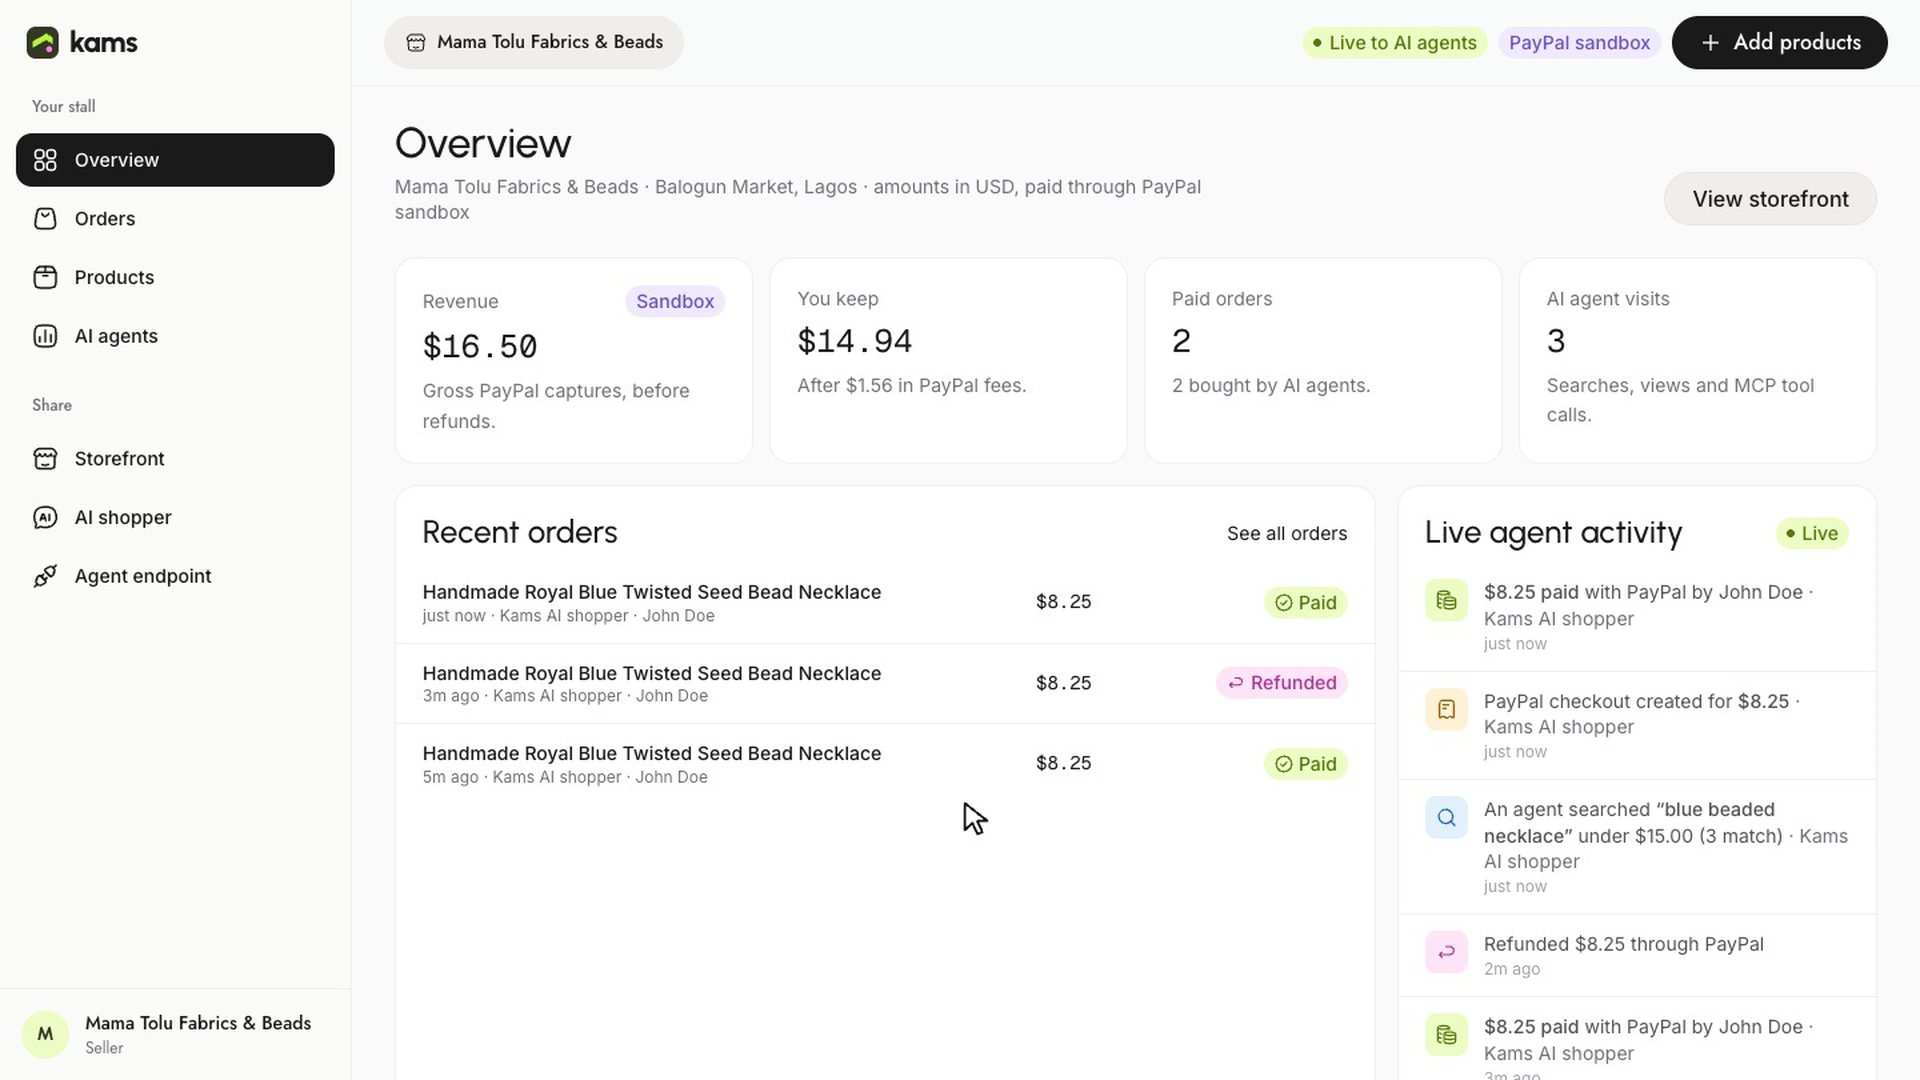 kams
Your stall
Overview
Orders
Products
AI agents
Share
Storefront
AI shopper
Agent endpoint
M
Mama Tolu Fabrics & Beads
Seller
Mama Tolu Fabrics & Beads
Live to AI agents
PayPal sandbox
Add products
Overview
Mama Tolu Fabrics & Beads · Balogun Market, Lagos · amounts in USD, paid through PayPal
sandbox
View storefront
Revenue
Sandbox
$16.50
Gross PayPal captures, before
refunds.
You keep
$14.94
After $1.56 in PayPal fees.
Paid orders
2
2 bought by AI agents.
AI agent visits
3
Searches, views and MCP tool
calls.
Recent orders
See all orders
Handmade Royal Blue Twisted Seed Bead Necklace
just now · Kams AI shopper · John Doe
$8.25
Paid
Handmade Royal Blue Twisted Seed Bead Necklace
3m ago · Kams AI shopper · John Doe
$8.25
Refunded
Handmade Royal Blue Twisted Seed Bead Necklace
5m ago · Kams AI shopper · John Doe
$8.25
Paid
Live agent activity
Live
$8.25 paid with PayPal by John Doe ·
Kams AI shopper
just now
PayPal checkout created for $8.25 ·
Kams AI shopper
just now
An agent searched “blue beaded
necklace” under $15.00 (3 match) · Kams
AI shopper
just now
Refunded $8.25 through PayPal
2m ago
$8.25 paid with PayPal by John Doe ·
Kams AI shopper
3m ago